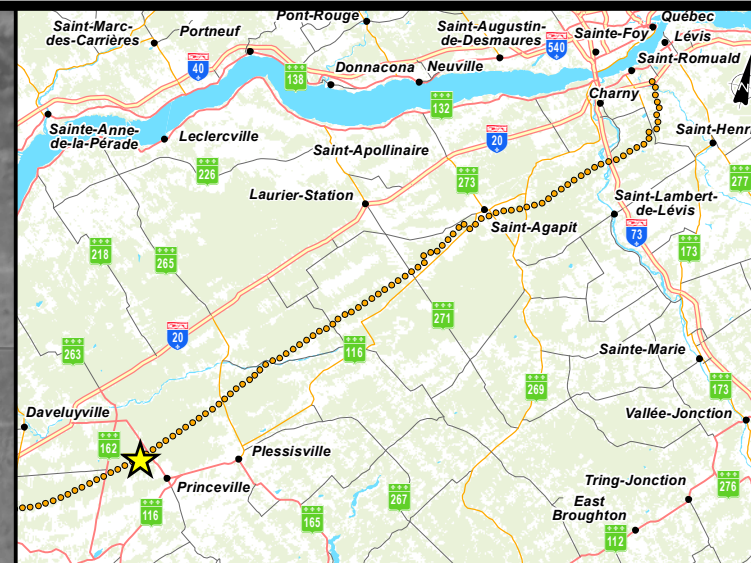 Pont-Rouge
Québec
Saint-Marc-
des-Carrières
Portneuf
Saint-Augustin-
de-Desmaures
Sainte-Foy
Lévis
540
Saint-Romuald
40
138
Donnacona
Neuville
Charny
132
Sainte-Anne-
de-la-Pérade
Leclercville
20
Saint-Henr
Saint-Apollinaire
226
273
277
Laurier-Station
Saint-Lambert-
de-Lévis
Saint-Agapit
73
218
265
173
271
20
263
116
Sainte-Marie
269
173
Daveluyville
Vallée-Jonction
162
Plessisville
Princeville
Tring-Jonction
276
267
East
Broughton
116
165
112